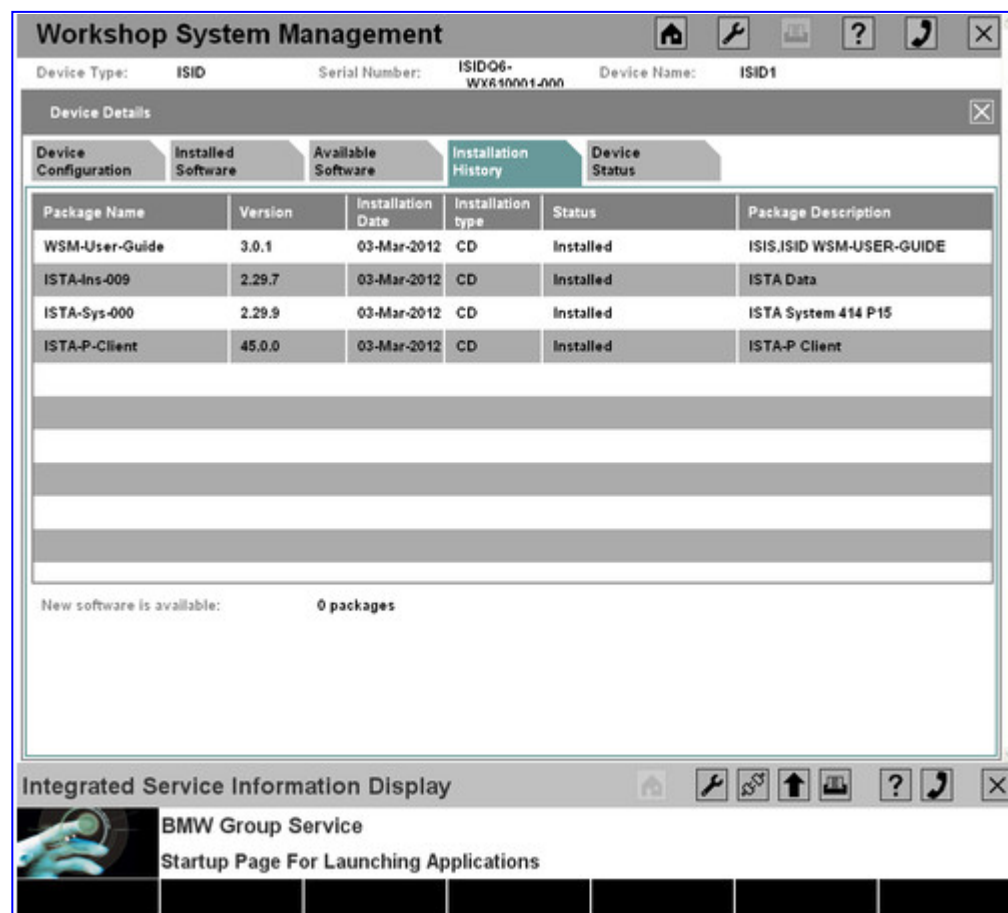 Workshop System Management
Device Type: ISID Serial Number: ISIDQ6-WX610001-000 Device Name: ISID1
Device Details
Device Configuration Installed Software Available Software Installation History Device Status
Package Name Version Installation Date Installation type Status Package Description
WSM-User-Guide 3.0.1 03-Mar-2012 CD Installed ISIS,ISID WSM-USER-GUIDE
ISTA-Ins-009 2.29.7 03-Mar-2012 CD Installed ISTA Data
ISTA-Sys-000 2.29.9 03-Mar-2012 CD Installed ISTA System 414 P15
ISTA-P-Client 45.0.0 03-Mar-2012 CD Installed ISTA-P Client
New software is available: 0 packages
Integrated Service Information Display
BMW Group Service
Startup Page For Launching Applications